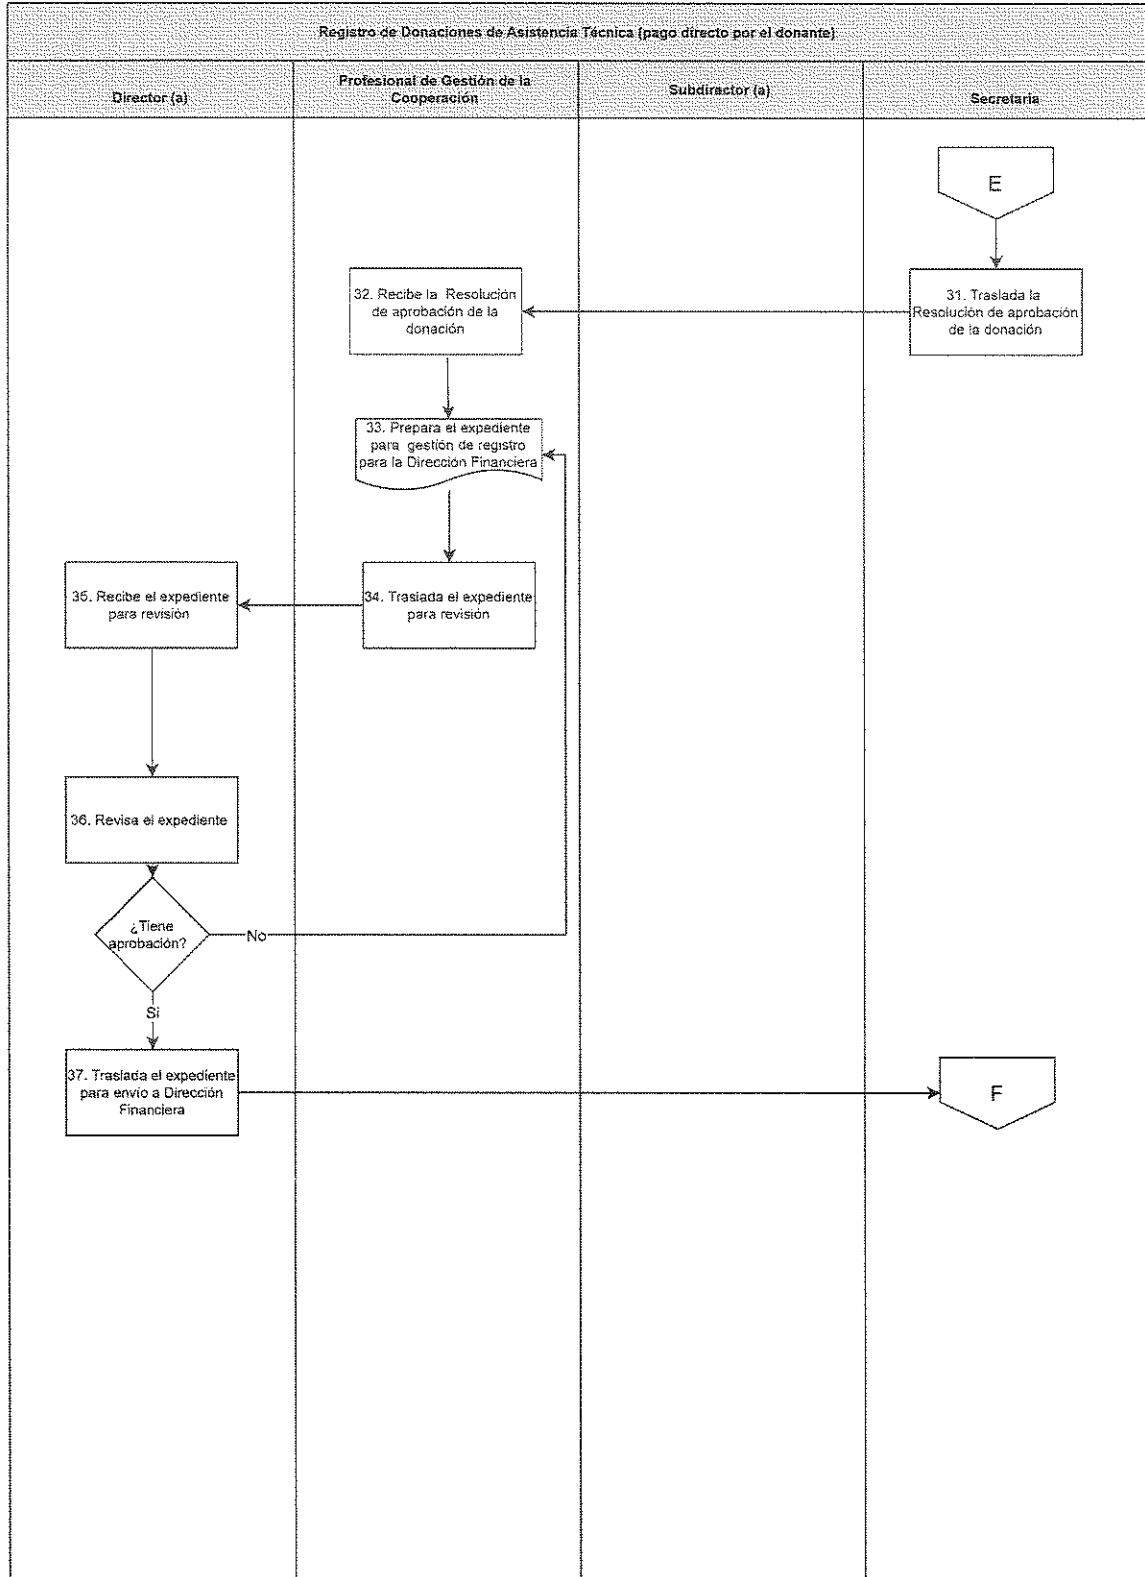 Registro de Donaciones de Asistencia Técnica (pago directo por el donante)
Director (a)
Profesional de Gestión de la
Cooperación
Subdirector (a)
Secretaria
E
31. Traslada la
Resolución de aprobación
de la donación
32. Recibe la Resolución
de aprobación de la
donación
33. Prepara el expediente
para gestión de registro
para la Dirección Financiera
34. Traslada el expediente
para revisión
35. Recibe el expediente
para revisión
36. Revisa el expediente
¿Tiene
aprobación?
No
Si
37. Traslada el expediente
para envío a Dirección
Financiera
F